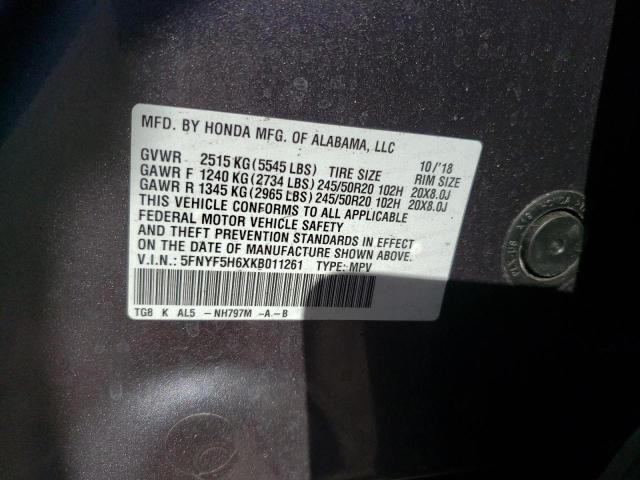 MFD. BY HONDA MFG. OF ALABAMA, LLC
10/'18
GVWR 2515 KG(5545 LBS) TIRE SIZE RIM SIZE
GAWR F 1240 KG(2734 LBS)245/50R20 102H 20X8.0J
GAWR R 1345 KG(2965 LBS)245/50R20 102H 20X8.0J
THIS VEHICLE CONFORMS TO ALL APPLICABLE
FEDERAL MOTOR VEHICLE SAFETY
AND THEFT PREVENTION STANDARDS IN EFFECT
ON THE DATE OF MANUFACTURE SHOWN ABOVE.
V.I.N.: 5FNYF5H6XKB011261 TYPE: MPV
TG8 K AL5 -NH797M -A-B